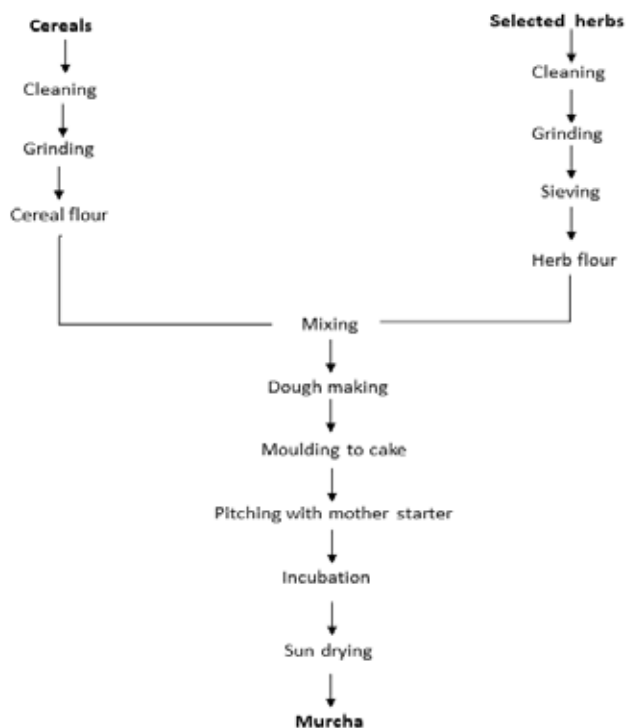 Cereals
Cleaning
Grinding
Cereal flour
Selected herbs
Cleaning
Grinding
Sieving
Herb flour
Mixing
Dough making
Moulding to cake
Pitching with mother starter
Incubation
Sun drying
Murcha